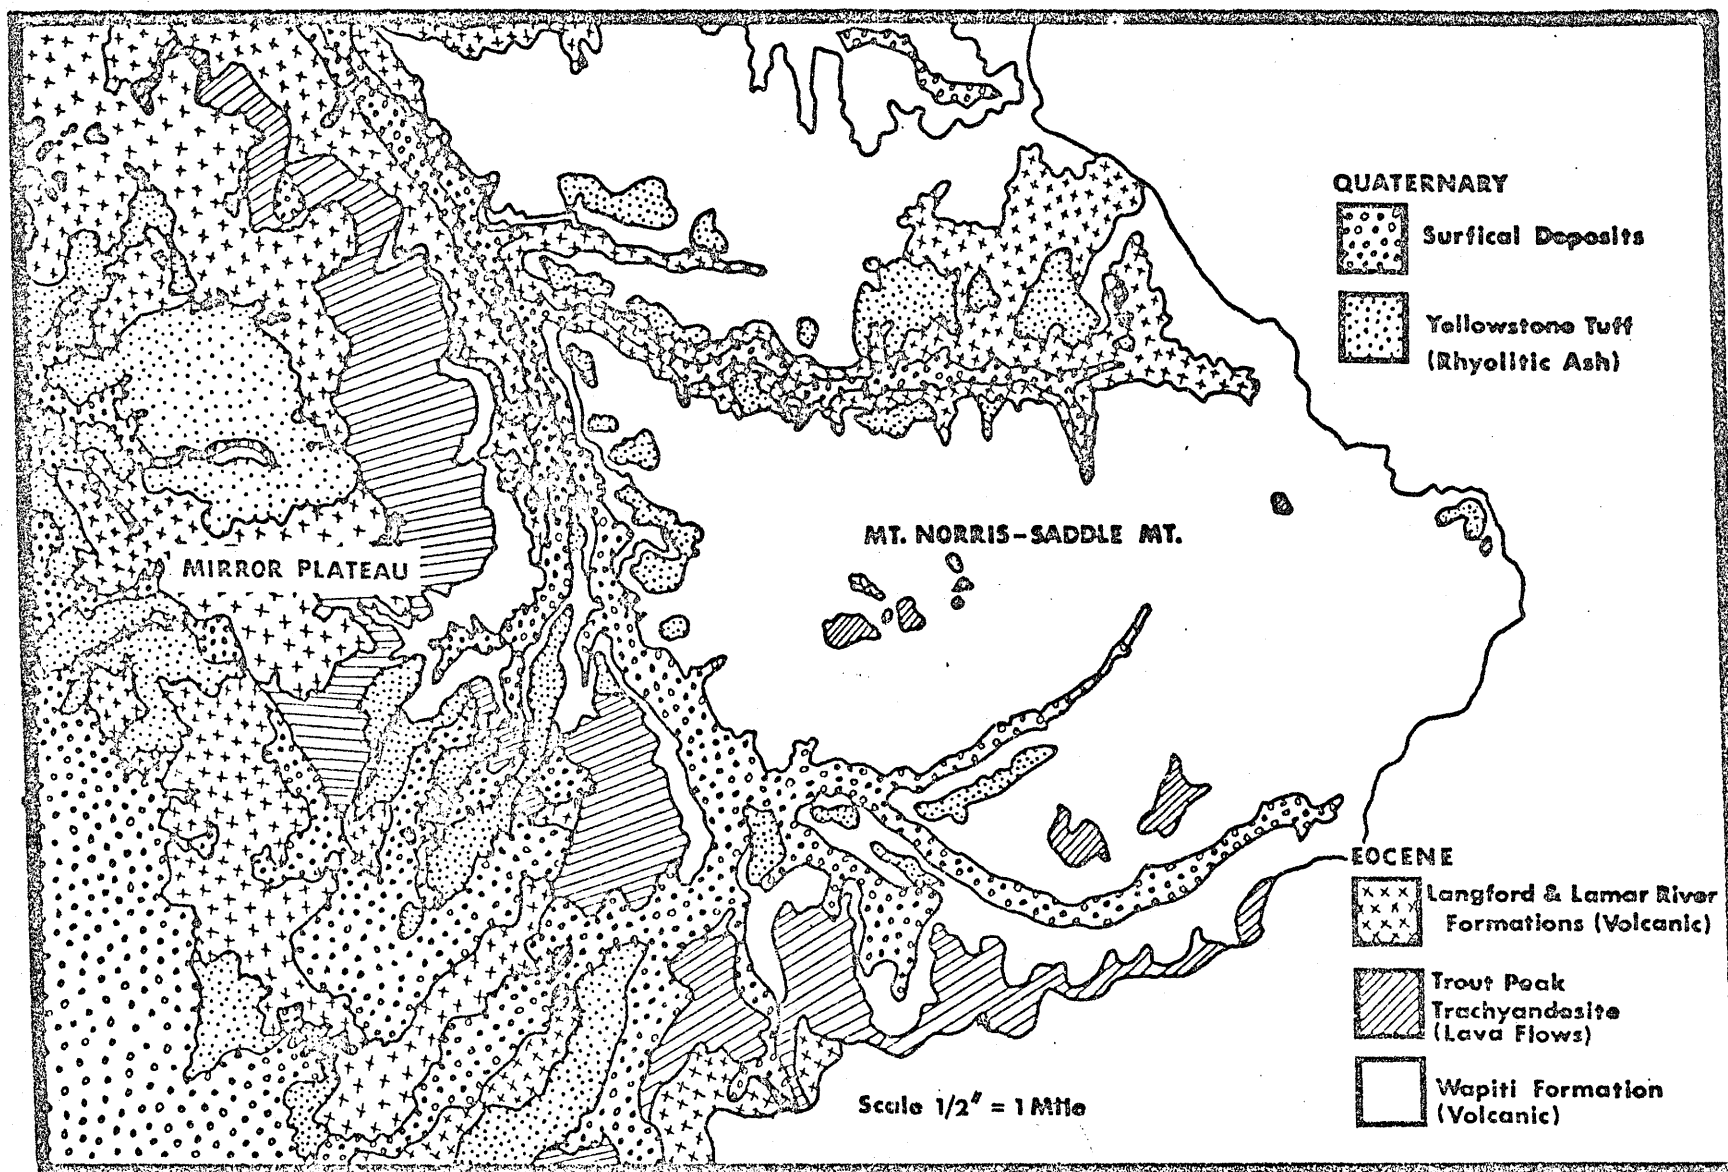 QUATERNARY
Surfical Deposits
Yellowstone Tuff
(Rhyolitic Ash)
MT. NORRIS-SADDLE MT.
MIRROR PLATEAU
EOCENE
Langford & Lamar River
Formations (Volcanic)
Trout Peak
Trachyandesite
(Lava Flows)
Wapiti Formation
(Volcanic)
Scale 1/2" = 1 Mile